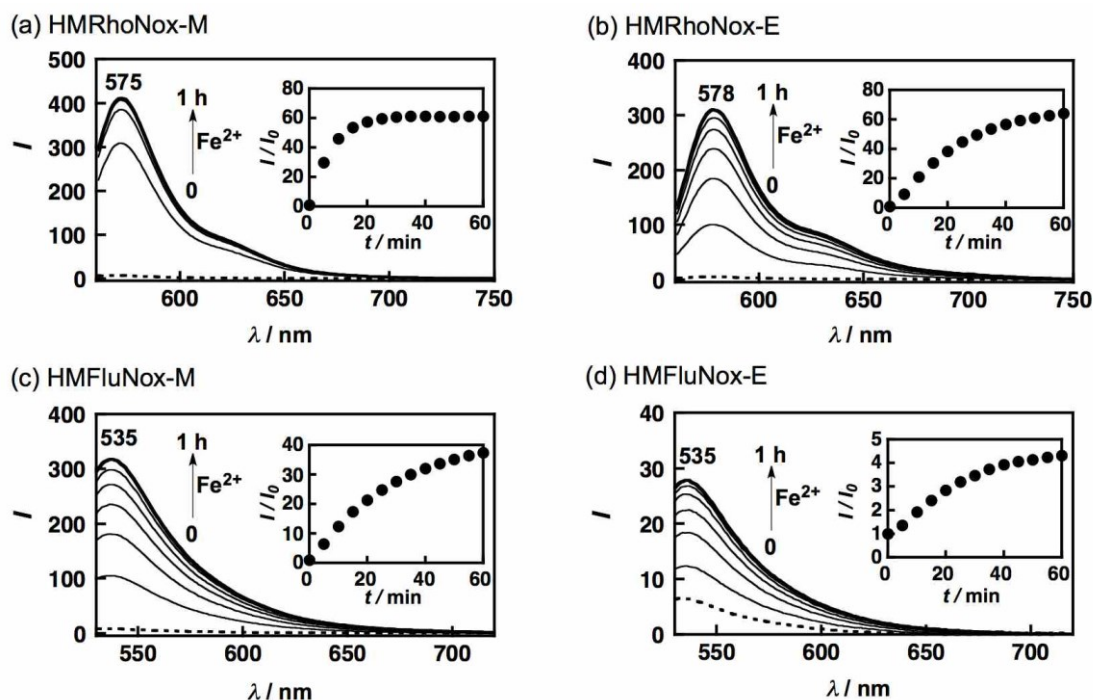 (a) HMRhoNox-M
500
400
300
200
100
0
I
575
1 h
Fe2+
0
80
60
40
20
0
I / I0
0 20 40 60
t / min
600 650 700 750
λ / nm
(b) HMRhoNox-E
400
300
200
100
0
I
578
1 h
Fe2+
0
80
60
40
20
0
I / I0
0 20 40 60
t / min
600 650 700 750
λ / nm
(c) HMFluNox-M
400
300
200
100
0
I
535
1 h
Fe2+
0
40
30
20
10
0
I / I0
0 20 40 60
t / min
550 600 650 700
λ / nm
(d) HMFluNox-E
40
30
20
10
0
I
535
1 h
Fe2+
0
5
4
3
2
1
0
I / I0
0 20 40 60
t / min
550 600 650 700
λ / nm